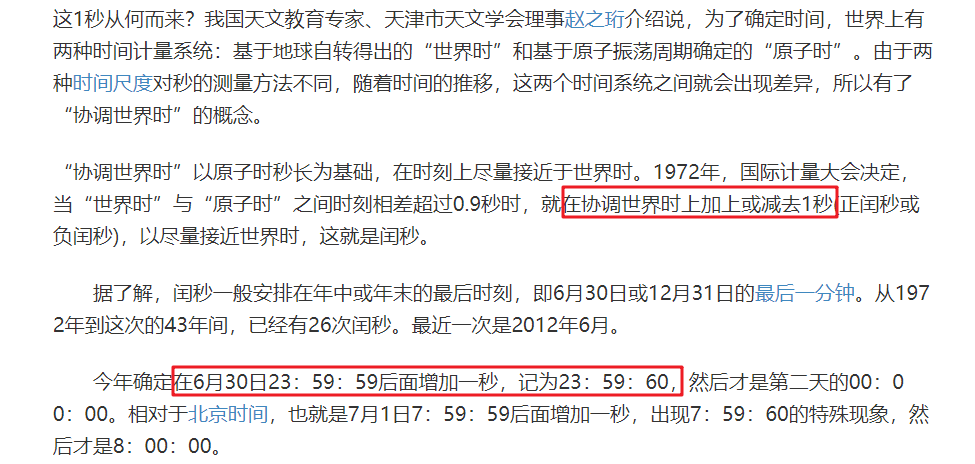 这1秒从何而来？我国天文教育专家、天津市天文学会理事赵之珩介绍说，为了确定时间，世界上有
两种时间计量系统：基于地球自转得出的“世界时”和基于原子振荡周期确定的“原子时”。由于两
种时间尺度对秒的测量方法不同，随着时间的推移，这两个时间系统之间就会出现差异，所以有了
“协调世界时”的概念。
“协调世界时”以原子时秒长为基础，在时刻上尽量接近于世界时。1972年，国际计量大会决定，
当“世界时”与“原子时”之间时刻相差超过0.9秒时，就在协调世界时上加上或减去1秒(正闰秒或
负闰秒)，以尽量接近世界时，这就是闰秒。
据了解，闰秒一般安排在年中或年末的最后时刻，即6月30日或12月31日的最后一分钟。从197
2年到这次的43年间，已经有26次闰秒。最近一次是2012年6月。
今年确定在6月30日23：59：59后面增加一秒，记为23：59：60，然后才是第二天的00：0
0：00。相对于北京时间，也就是7月1日7：59：59后面增加一秒，出现7：59：60的特殊现象，然
后才是8：00：00。